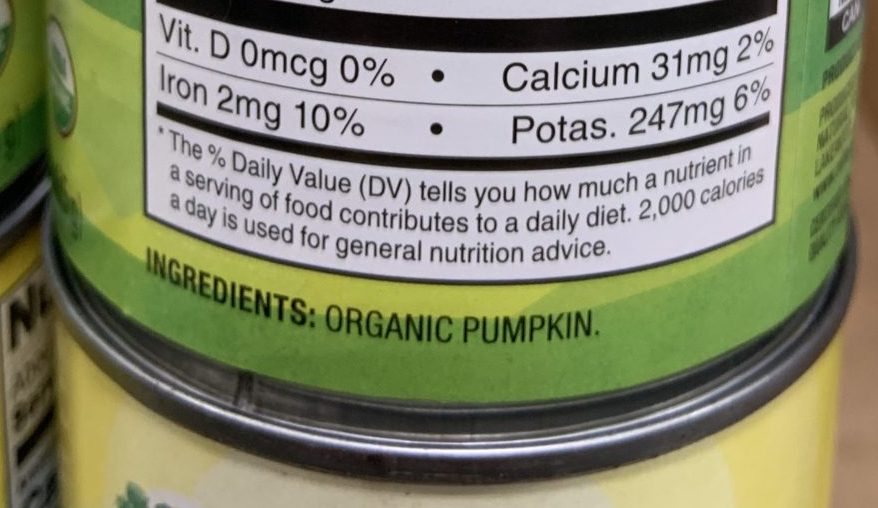 Vit. D 0mcg 0% • Calcium 31mg 2%
Iron 2mg 10% • Potas. 247mg 6%
* The % Daily Value (DV) tells you how much a nutrient in
a serving of food contributes to a daily diet. 2,000 calories
a day is used for general nutrition advice.
INGREDIENTS: ORGANIC PUMPKIN.